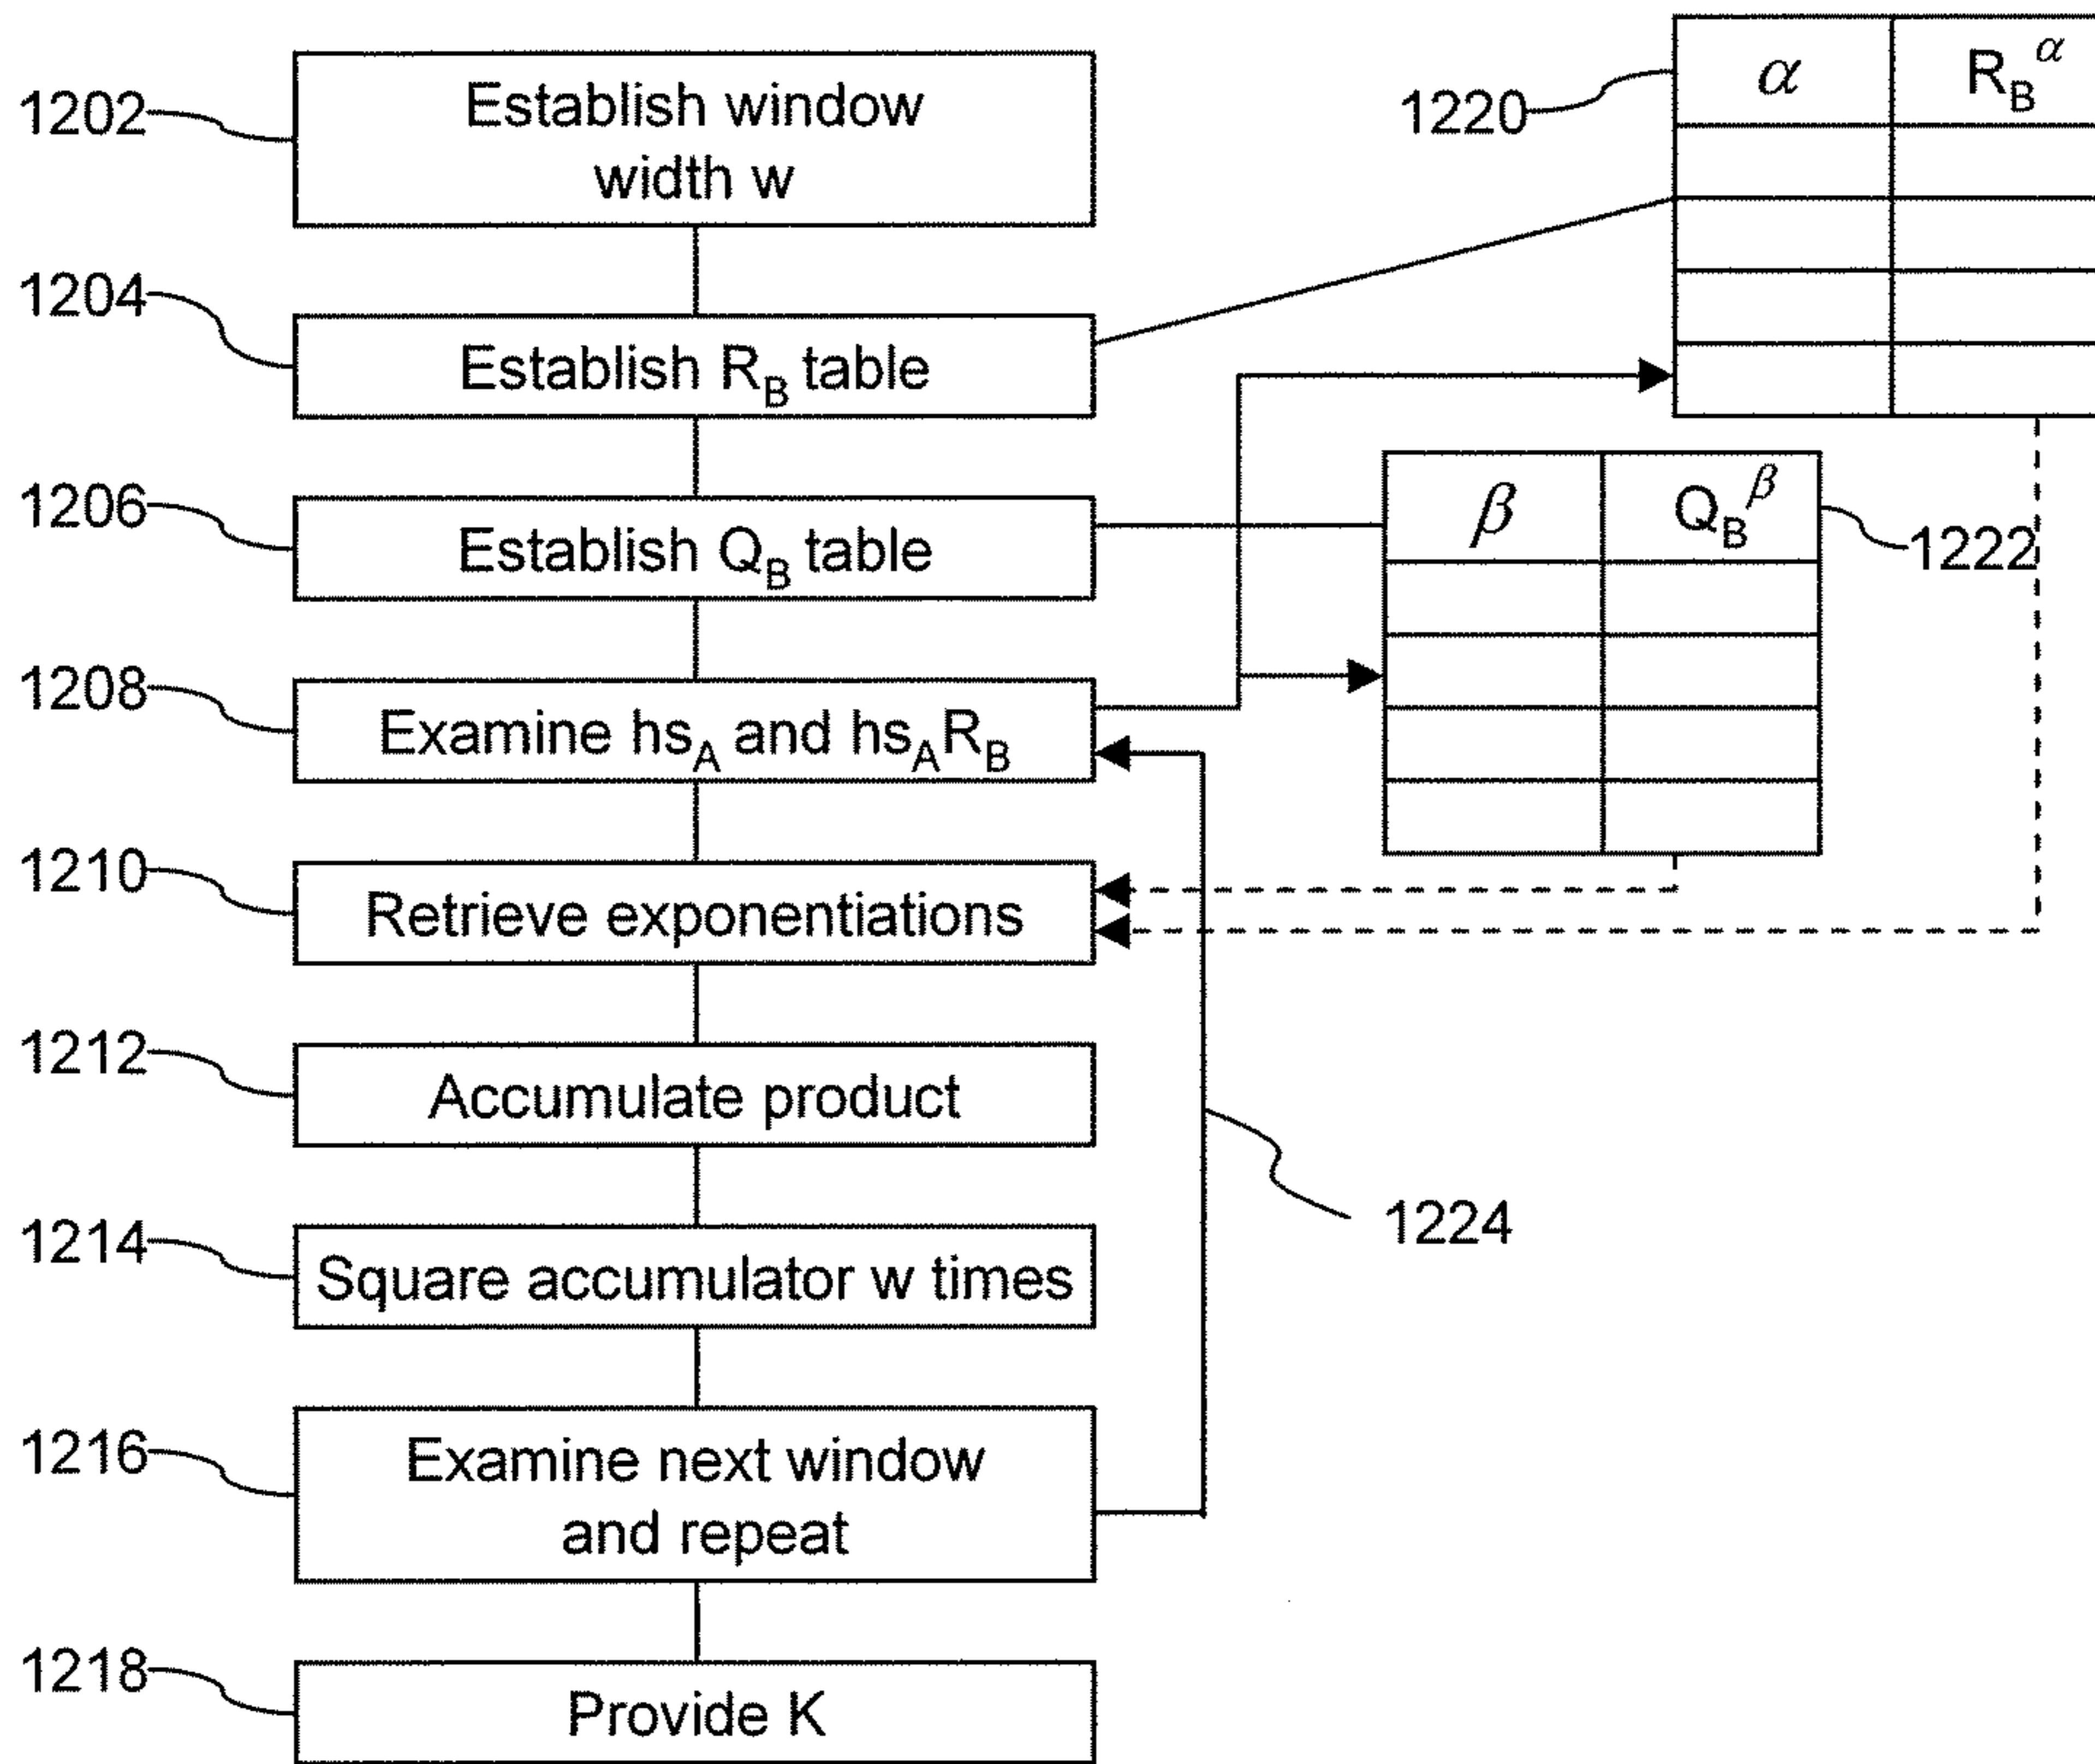 1202
Establish window
width w
1204
Establish R_B table
1206
Establish Q_B table
1208
Examine hs_A and hs_AR_B
1210
Retrieve exponentiations
1212
Accumulate product
1214
Square accumulator w times
1216
Examine next window
and repeat
1218
Provide K
1220
α R_B^α
β Q_B^β
1222
1224